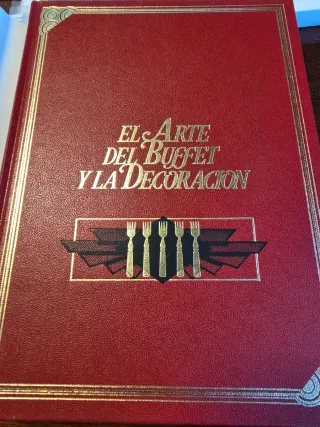 EL ARTE
DEL BUFFET
Y LA DECORACION